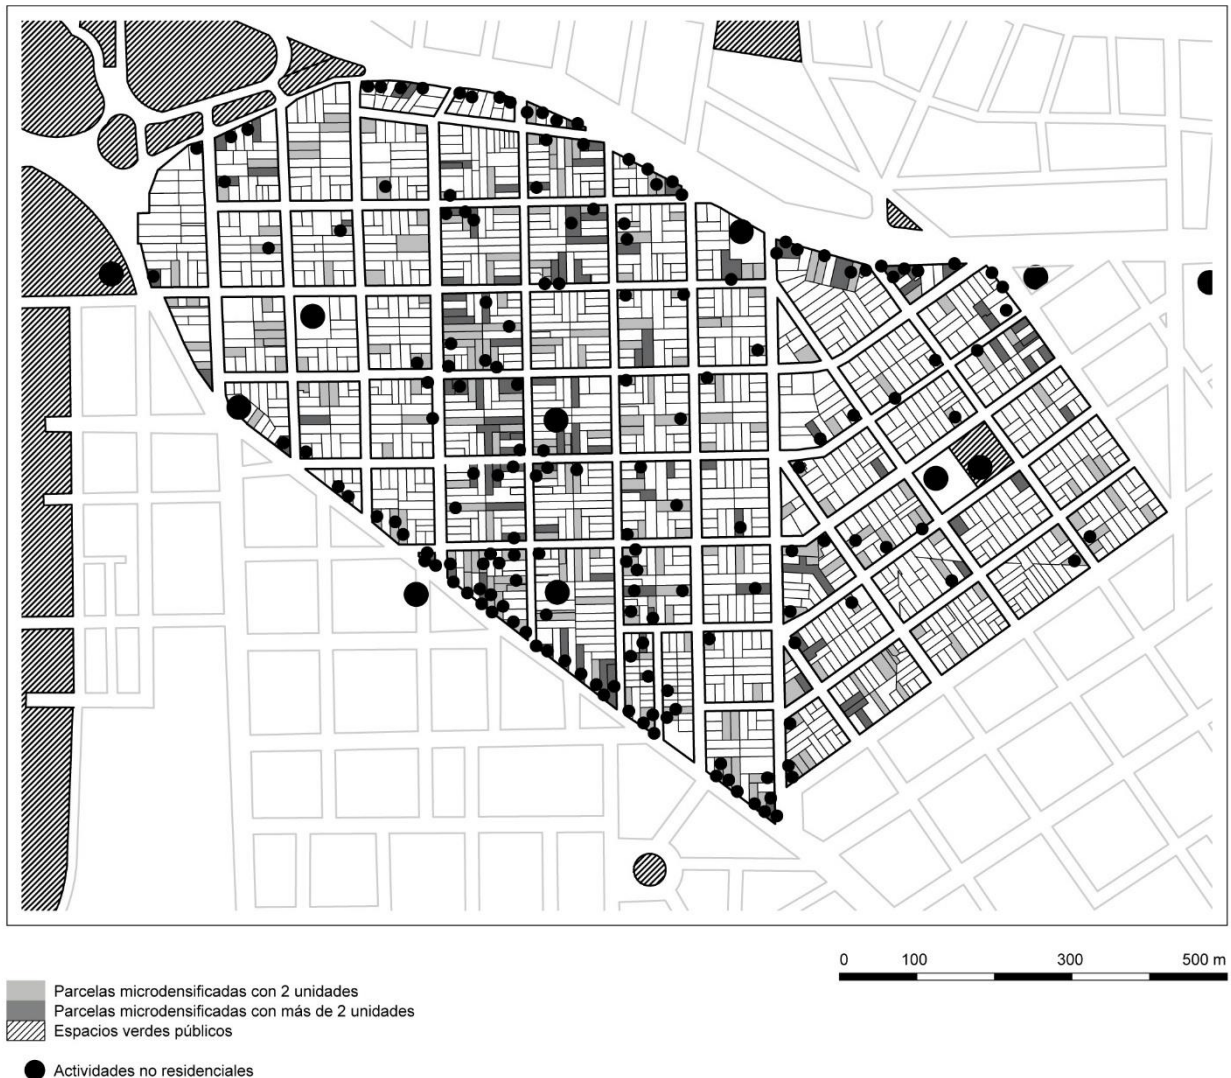 0 100 300 500 m
Parcelas microdensificadas con 2 unidades
Parcelas microdensificadas con más de 2 unidades
Espacios verdes públicos
Actividades no residenciales